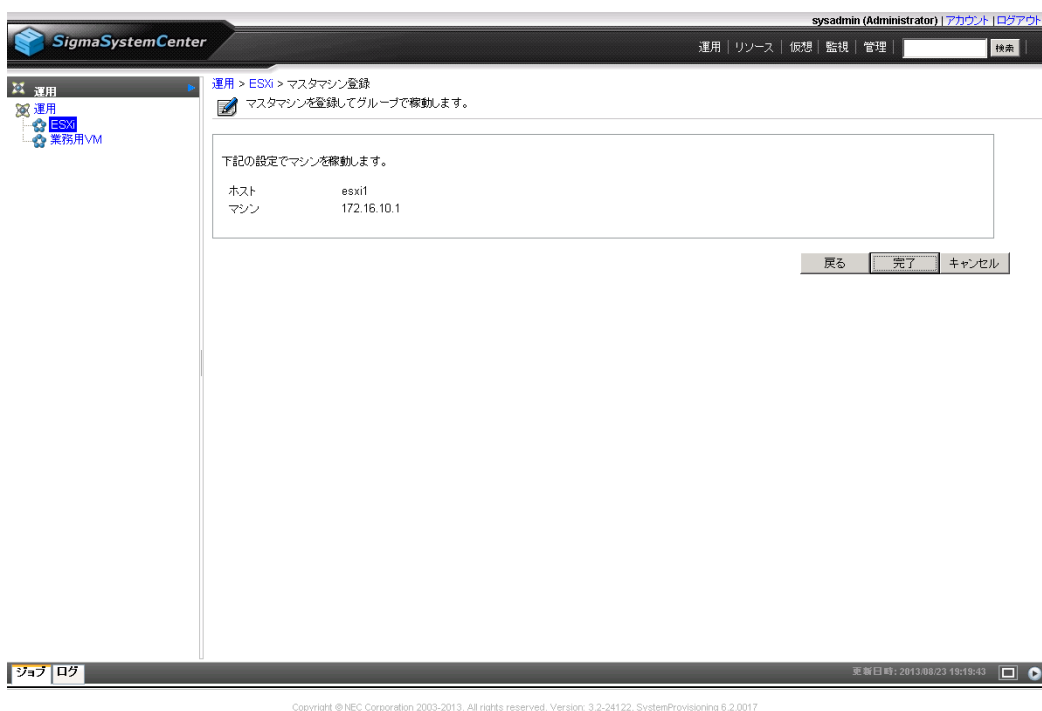 sysadmin (Administrator) | アカウント | ログアウト
SigmaSystemCenter
運用 | リソース | 仮想 | 監視 | 管理 | 検索 |
運用
運用
ESXi
業務用VM
運用 > ESXi > マスタマシン登録
マスタマシンを登録してグループで稼動します。
下記の設定でマシンを稼動します。
ホスト esxi1
マシン 172.16.10.1
戻る 完了 キャンセル
ジョブ ログ
更新日時: 2013/08/23 19:19:43
Copyright © NEC Corporation 2003-2013. All rights reserved. Version: 3.2-24122. SystemProvisioning 6.2.0017